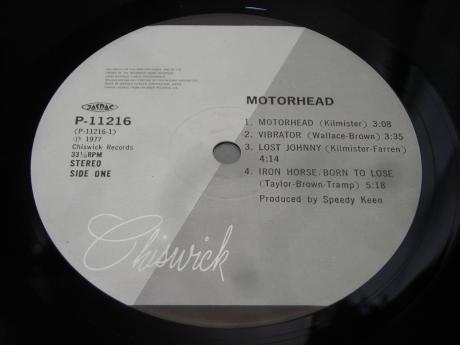 JASRAC
P-11216
(P-11216-1)
Ⓟ 1977
Chiswick Records
33⅓RPM
STEREO
SIDE ONE
MOTORHEAD
1. MOTORHEAD (Kilmister) 3:08
2. VIBRATOR (Wallace-Brown) 3:35
3. LOST JOHNNY (Kilmister-Farren)
4:14
4. IRON HORSE/BORN TO LOSE
(Taylor-Brown-Tramp) 5:18
Produced by Speedy Keen
Chiswick